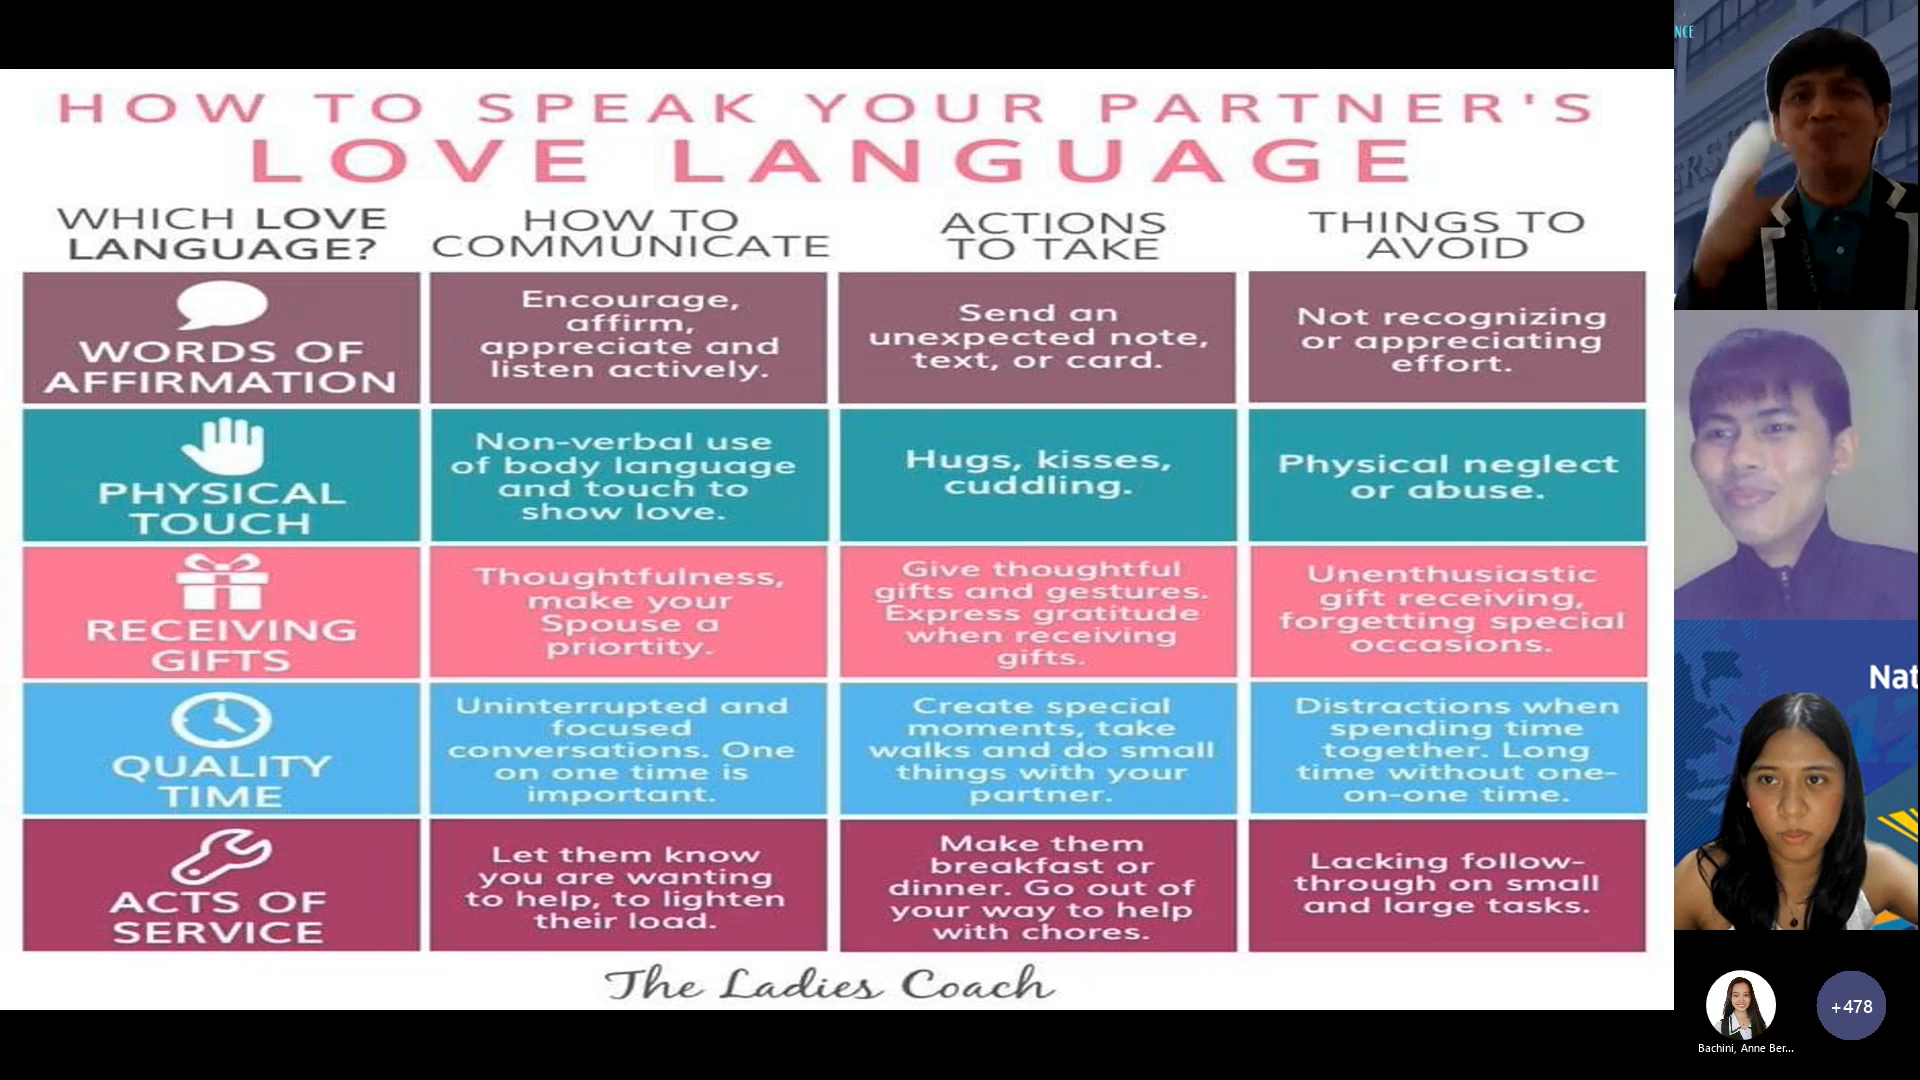 HOW TO SPEAK YOUR PARTNER'S
LOVE LANGUAGE
WHICH LOVE
LANGUAGE?
HOW TO
COMMUNICATE
ACTIONS
TO TAKE
THINGS TO
AVOID
WORDS OF
AFFIRMATION
Encourage,
affirm,
appreciate and
listen actively.
Send an
unexpected note,
text, or card.
Not recognizing
or appreciating
effort.
PHYSICAL
TOUCH
Non-verbal use
of body language
and touch to
show love.
Hugs, kisses,
cuddling.
Physical neglect
or abuse.
RECEIVING
GIFTS
Thoughtfulness,
make your
Spouse a
priortity.
Give thoughtful
gifts and gestures.
Express gratitude
when receiving
gifts.
Unenthusiastic
gift receiving,
forgetting special
occasions.
QUALITY
TIME
Uninterrupted and
focused
conversations. One
on one time is
important.
Create special
moments, take
walks and do small
things with your
partner.
Distractions when
spending time
together. Long
time without one-
on-one time.
ACTS OF
SERVICE
Let them know
you are wanting
to help, to lighten
their load.
Make them
breakfast or
dinner. Go out of
your way to help
with chores.
Lacking follow-
through on small
and large tasks.
The Ladies Coach
NCE
Nat
Bachini, Anne Ber...
+478